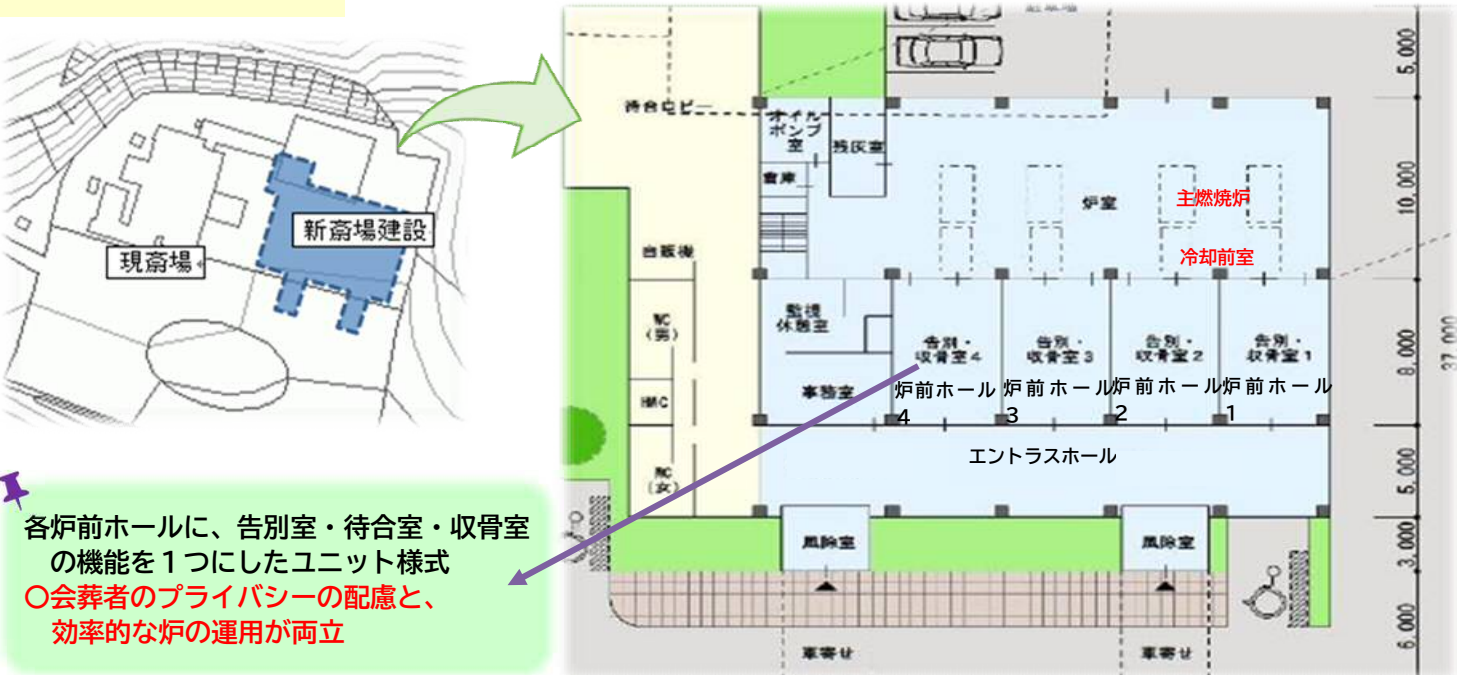 現斎場
新斎場建設
各炉前ホールに、告別室・待合室・収骨室
の機能を１つにしたユニット様式
〇会葬者のプライバシーの配慮と、
効率的な炉の運用が両立
駐車場
待合ロビー
オイル
ポンプ
室
残灰室
倉庫
炉室
主燃焼炉
冷却前室
自販機
WC
(男)
HWC
WC
(女)
監視
休憩室
事務室
告別・
収骨室4
告別・
収骨室3
告別・
収骨室2
告別・
収骨室1
炉前ホール
4
炉前ホール
3
炉前ホール
2
炉前ホール
1
エントラスホール
風除室
風除室
車寄せ
車寄せ
5,000
10,000
8,000
5,000
3,000
6,000
37,000